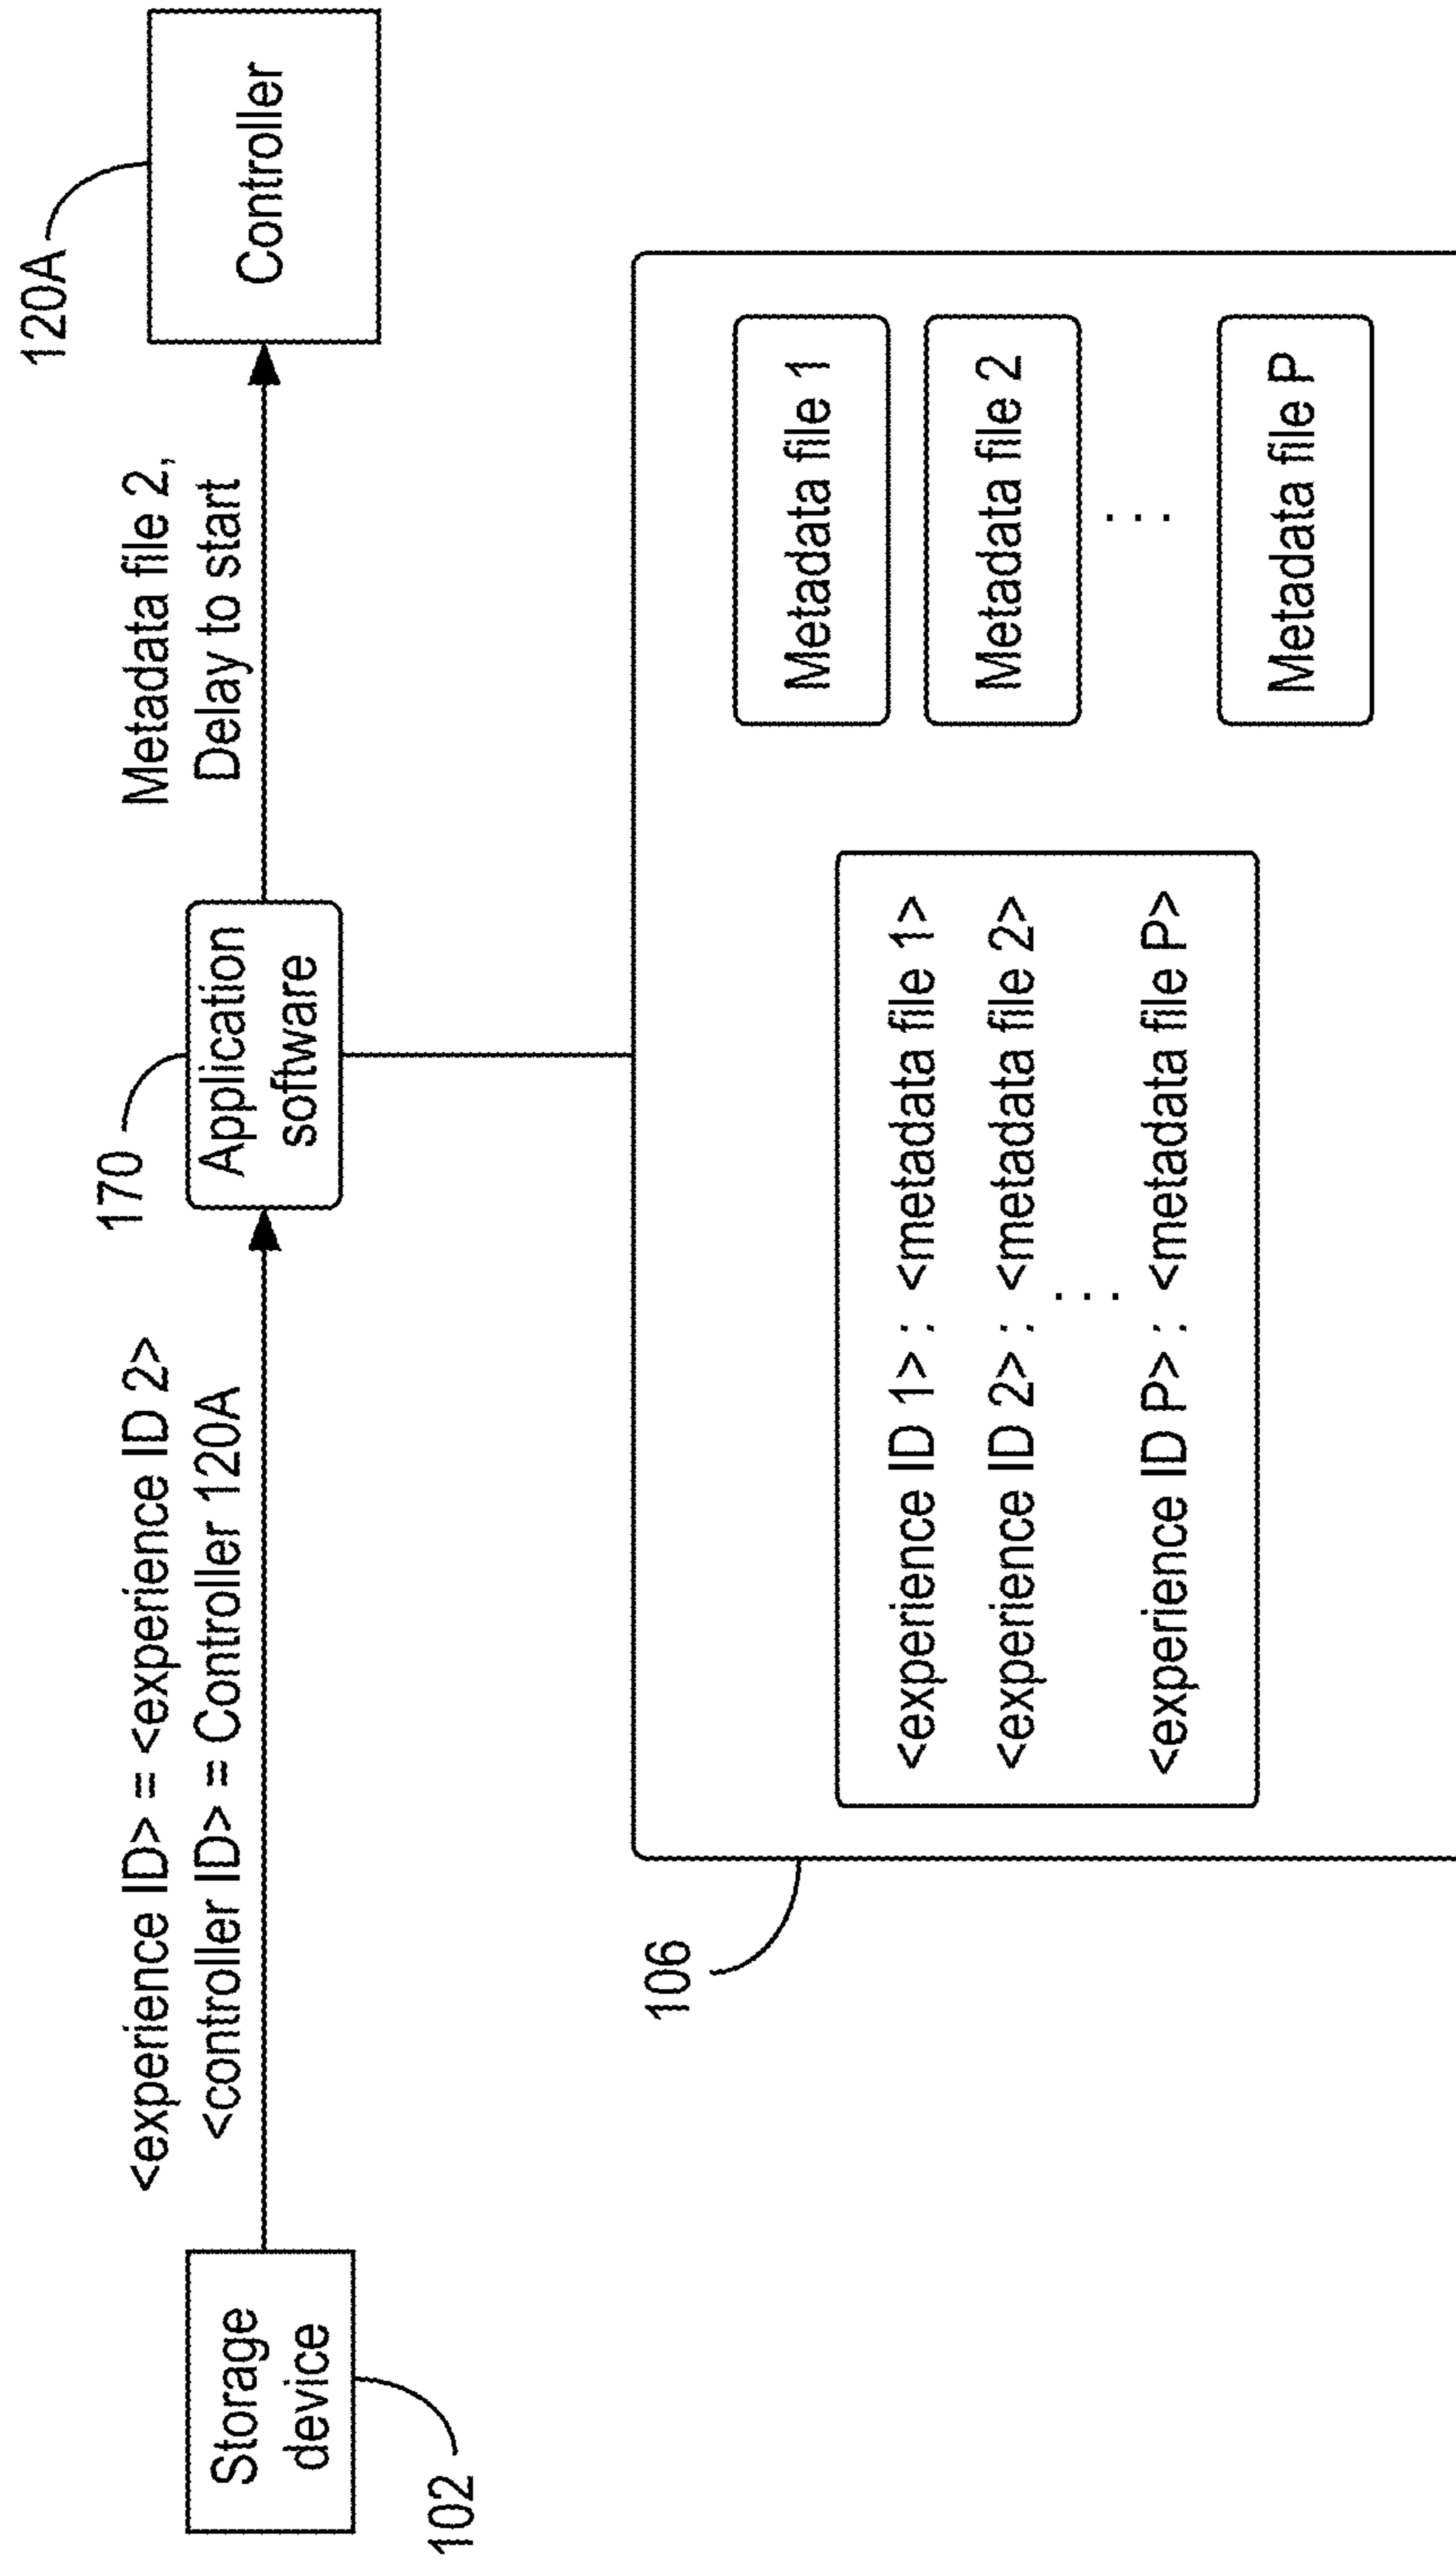 120A
Controller
Metadata file 2,
Delay to start
170
Application
software
<experience ID> = <experience ID 2>
<controller ID> = Controller 120A
Storage
device
102
106
<experience ID 1> : <metadata file 1>
<experience ID 2> : <metadata file 2>
. . .
<experience ID P> : <metadata file P>
Metadata file 1
Metadata file 2
. . .
Metadata file P